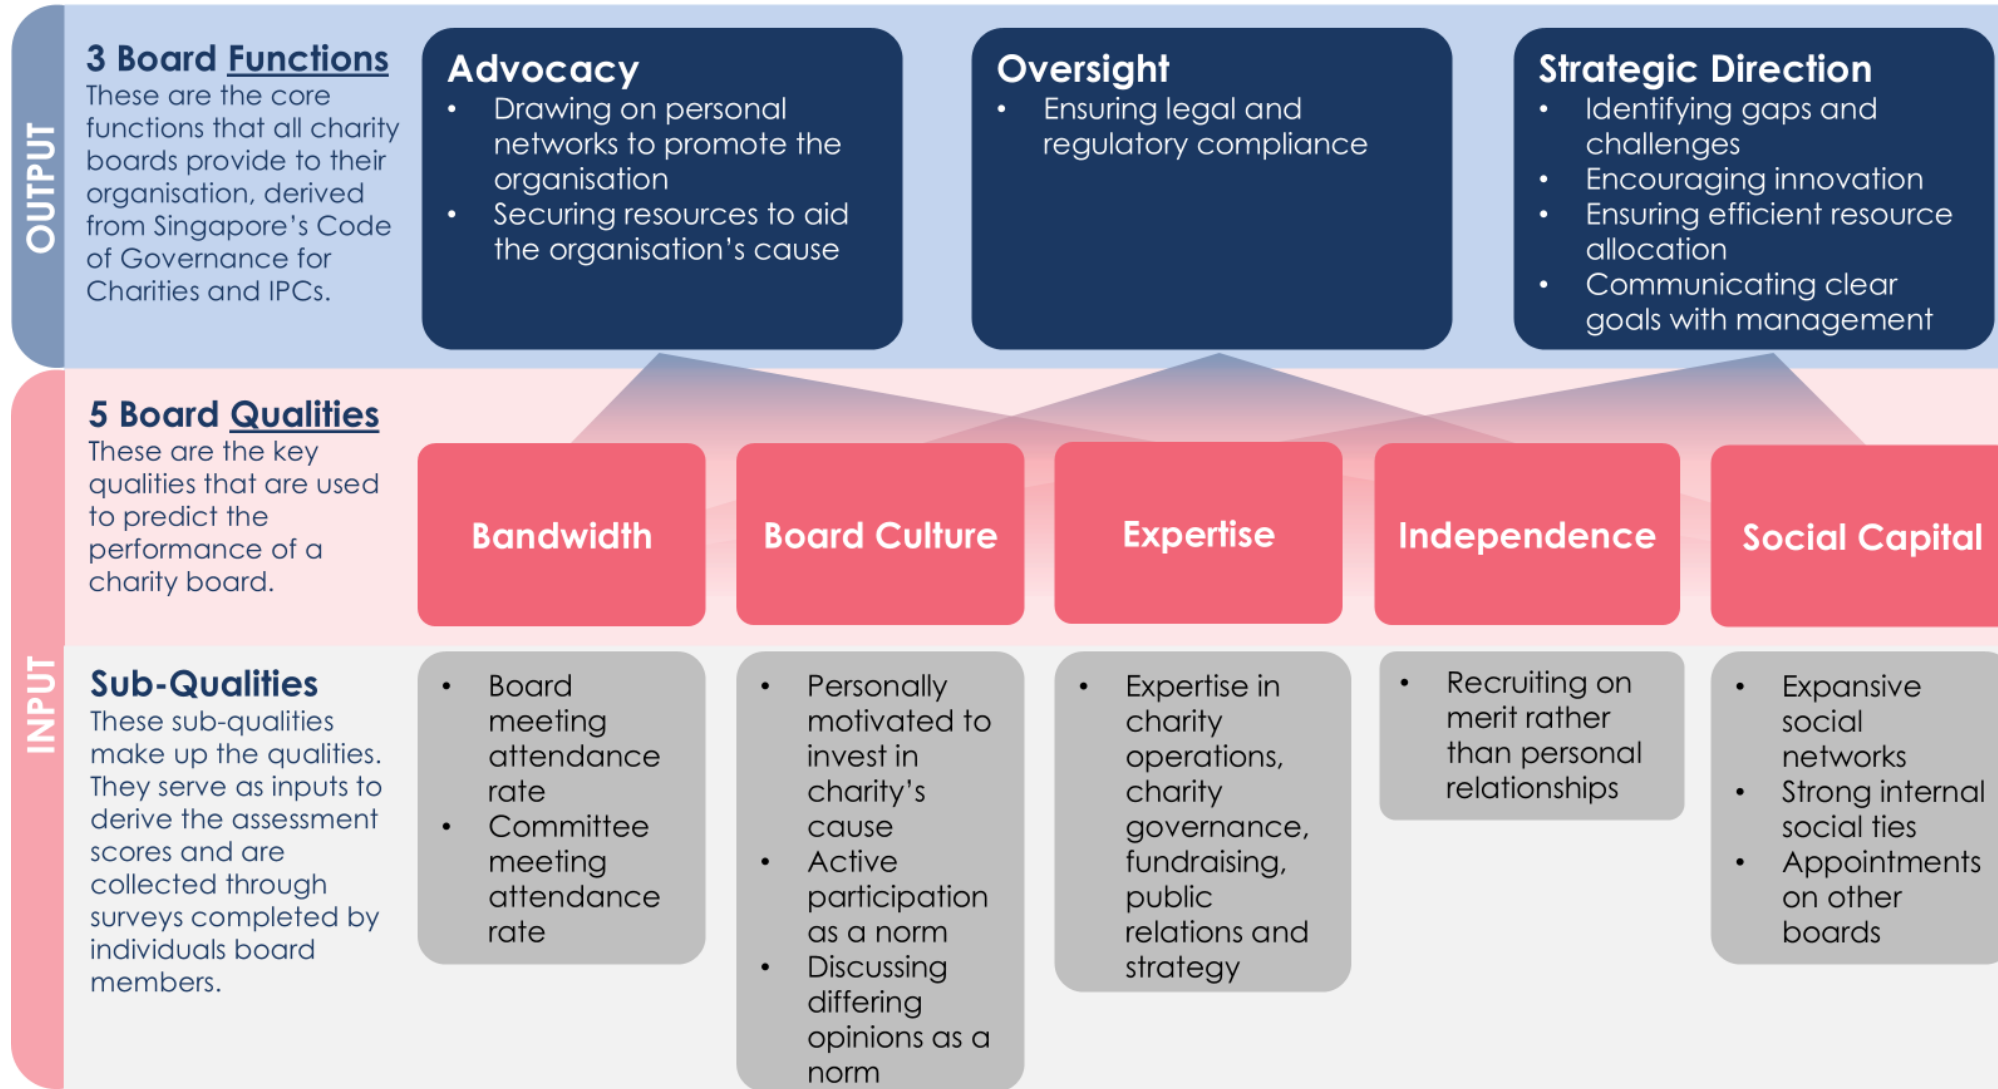 OUTPUT
3 Board Functions
These are the core
functions that all charity
boards provide to their
organisation, derived
from Singapore's Code
of Governance for
Charities and IPCs.
Advocacy
• Drawing on personal
networks to promote the
organisation
• Securing resources to aid
the organisation's cause
Oversight
• Ensuring legal and
regulatory compliance
Strategic Direction
• Identifying gaps and
challenges
• Encouraging innovation
• Ensuring efficient resource
allocation
• Communicating clear
goals with management
INPUT
5 Board Qualities
These are the key
qualities that are used
to predict the
performance of a
charity board.
Bandwidth
Board Culture
Expertise
Independence
Social Capital
Sub-Qualities
These sub-qualities
make up the qualities.
They serve as inputs to
derive the assessment
scores and are
collected through
surveys completed by
individuals board
members.
• Board
meeting
attendance
rate
• Committee
meeting
attendance
rate
• Personally
motivated to
invest in
charity's
cause
• Active
participation
as a norm
• Discussing
differing
opinions as a
norm
• Expertise in
charity
operations,
charity
governance,
fundraising,
public
relations and
strategy
• Recruiting on
merit rather
than personal
relationships
• Expansive
social
networks
• Strong internal
social ties
• Appointments
on other
boards